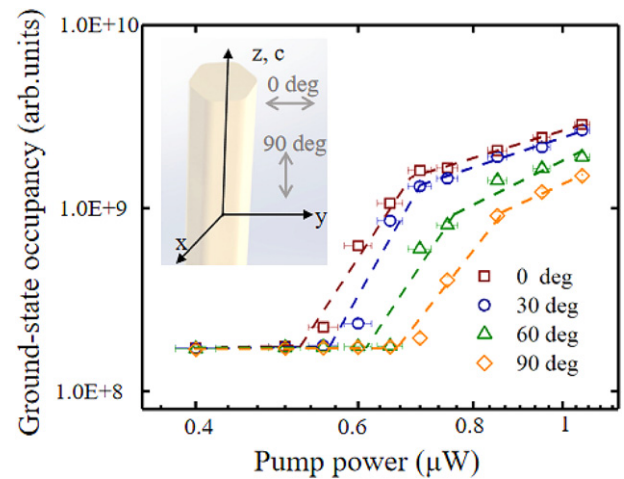 1.0E+10
1.0E+9
1.0E+8
Ground-state occupancy (arb.units)
z, c
0 deg
90 deg
y
x
0 deg
30 deg
60 deg
90 deg
0.4
0.6
0.8
1
Pump power (μW)